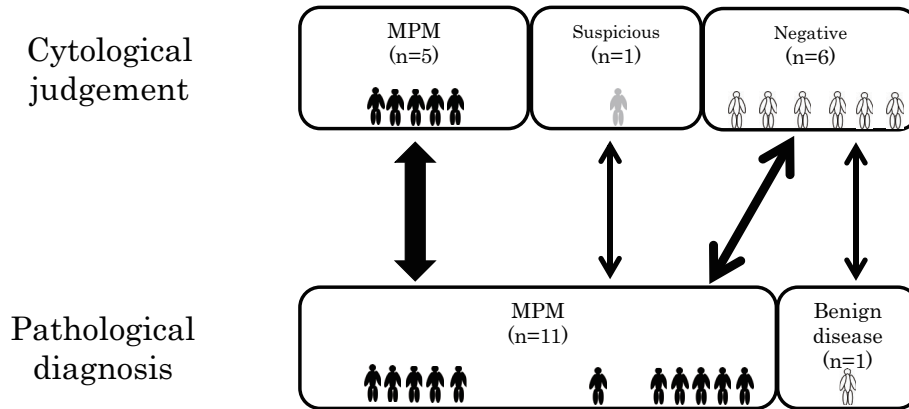 Cytological
judgement
MPM
(n=5)
Suspicious
(n=1)
Negative
(n=6)
Pathological
diagnosis
MPM
(n=11)
Benign
disease
(n=1)